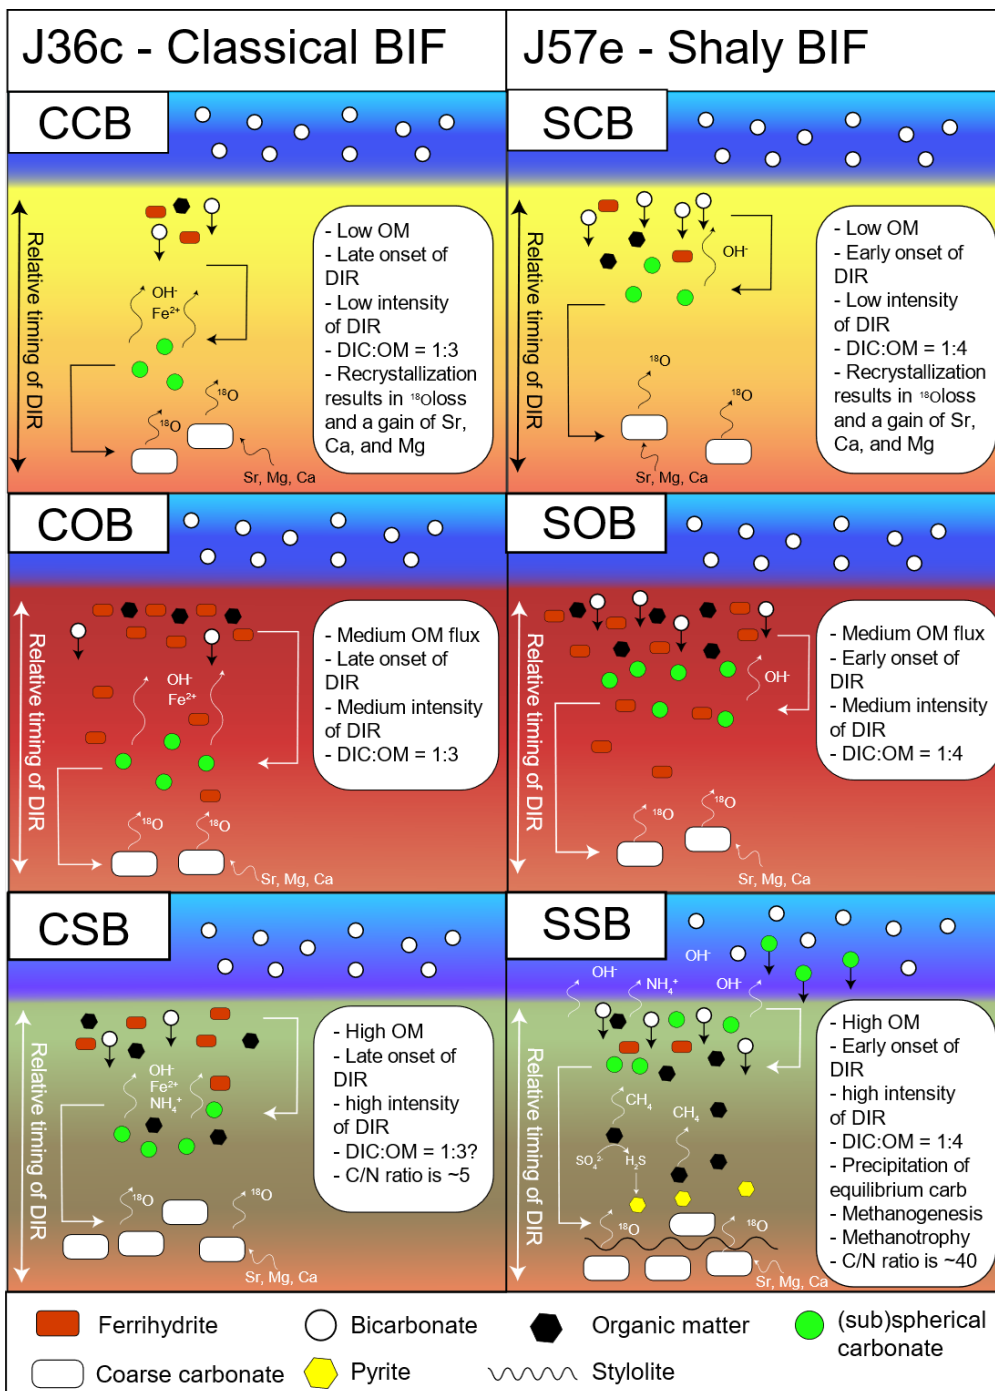 J36c - Classical BIF
J57e - Shaly BIF
CCB
Relative timing of DIR
OH⁻
Fe²⁺
¹⁸O
¹⁸O
Sr, Mg, Ca
- Low OM
- Late onset of
DIR
- Low intensity
of DIR
- DIC:OM = 1:3
- Recrystallization
results in ¹⁸Oloss
and a gain of Sr,
Ca, and Mg
SCB
OH⁻
¹⁸O
¹⁸O
Sr, Mg, Ca
- Low OM
- Early onset of
DIR
- Low intensity
of DIR
- DIC:OM = 1:4
- Recrystallization
results in ¹⁸Oloss
and a gain of Sr,
Ca, and Mg
COB
Relative timing of DIR
OH⁻
Fe²⁺
¹⁸O
¹⁸O
Sr, Mg, Ca
- Medium OM flux
- Late onset of
DIR
- Medium intensity
of DIR
- DIC:OM = 1:3
SOB
Relative timing of DIR
OH⁻
¹⁸O
¹⁸O
Sr, Mg, Ca
- Medium OM flux
- Early onset of
DIR
- Medium intensity
of DIR
- DIC:OM = 1:4
CSB
Relative timing of DIR
OH⁻
Fe²⁺
NH₄⁺
¹⁸O
¹⁸O
Sr, Mg, Ca
- High OM
- Late onset of
DIR
- high intensity
of DIR
- DIC:OM = 1:3?
- C/N ratio is ~5
SSB
Relative timing of DIR
OH⁻
OH⁻
NH₄⁺
OH⁻
CH₄
CH₄
SO₄²⁻
H₂S
¹⁸O
¹⁸O
Sr, Mg, Ca
- High OM
- Early onset of
DIR
- high intensity
of DIR
- DIC:OM = 1:4
- Precipitation of
equilibrium carb
- Methanogenesis
- Methanotrophy
- C/N ratio is ~40
Ferrihydrite
Bicarbonate
Organic matter
(sub)spherical
carbonate
Coarse carbonate
Pyrite
Stylolite